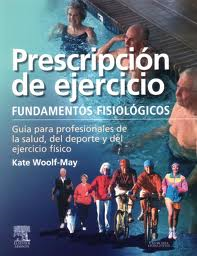 Prescripción
de ejercicio
FUNDAMENTOS FISIOLÓGICOS
Guía para profesionales de
la salud, del deporte y del
ejercicio físico
Kate Woolf-May